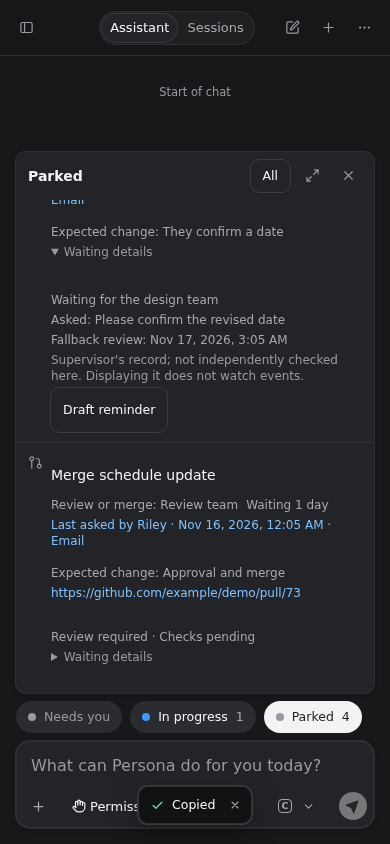 Assistant
Sessions
Start of chat
Parked
All
Email
Expected change: They confirm a date
Waiting details
Waiting for the design team
Asked: Please confirm the revised date
Fallback review: Nov 17, 2026, 3:05 AM
Supervisor's record; not independently checked
here. Displaying it does not watch events.
Draft reminder
Merge schedule update
Review or merge: Review team Waiting 1 day
Last asked by Riley · Nov 16, 2026, 12:05 AM ·
Email
Expected change: Approval and merge
https://github.com/example/demo/pull/73
Review required · Checks pending
Waiting details
Needs you
In progress 1
Parked 4
What can Persona do for you today?
Permis
Copied
C